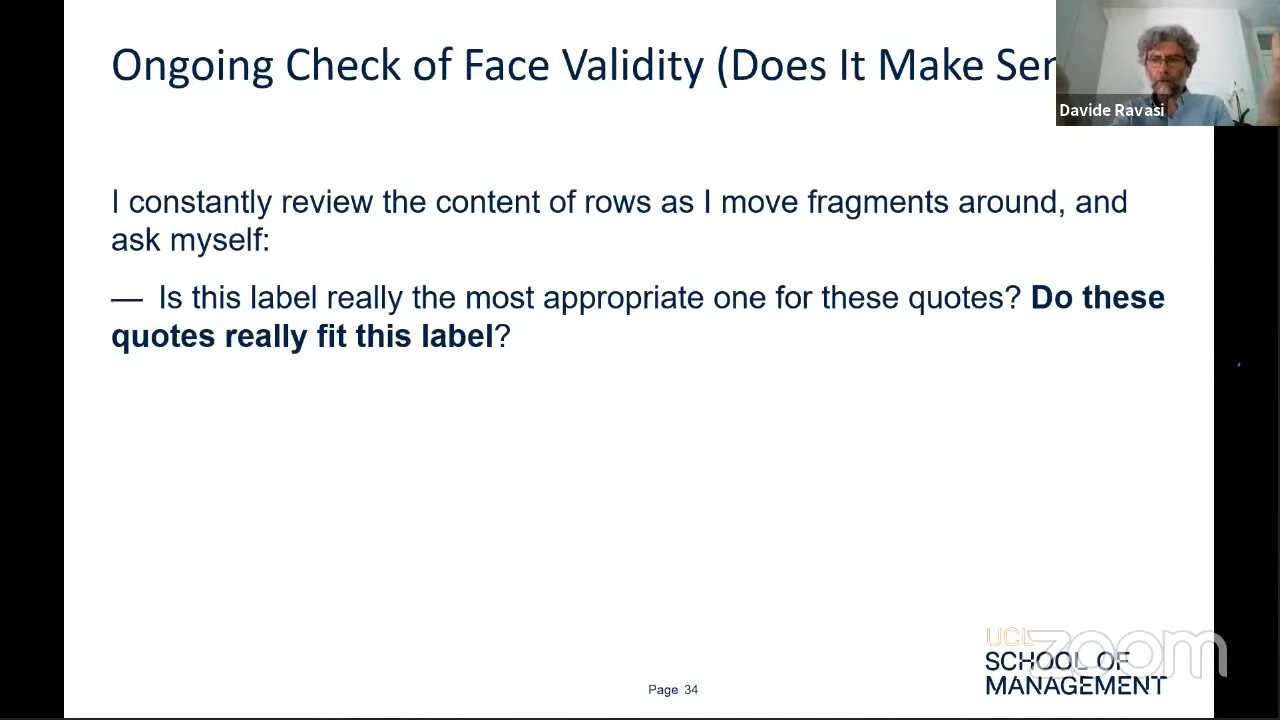 Ongoing Check of Face Validity (Does It Make
Davide Ravasi
I constantly review the content of rows as I move fragments around, and
ask myself:
— Is this label really the most appropriate one for these quotes? Do these
quotes really fit this label?
UCL
zoom
SCHOOL OF
MANAGEMENT
Page 34